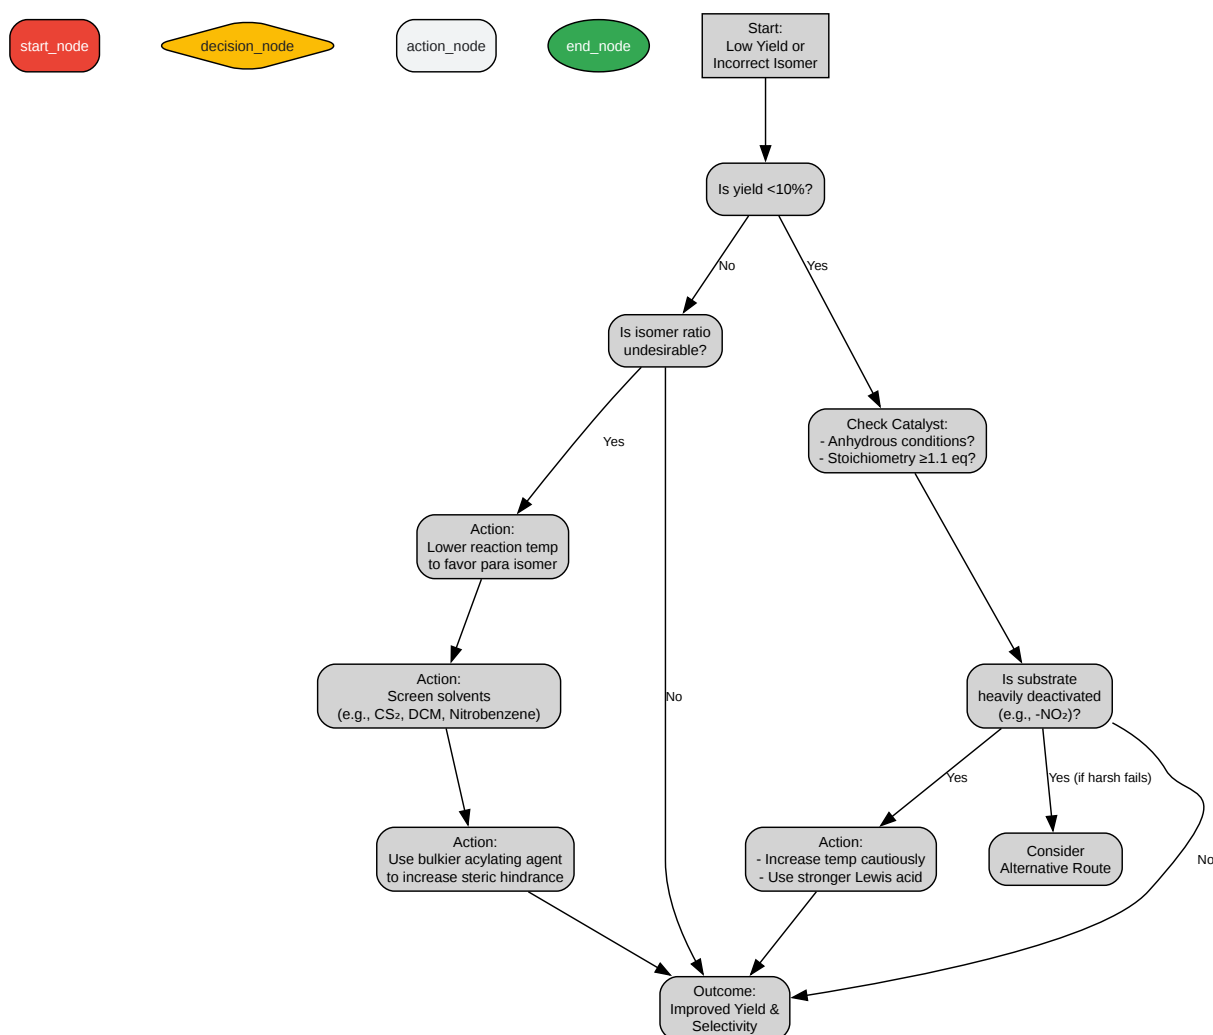 start_node
decision_node
action_node
end_node
Start:
Low Yield or
Incorrect Isomer
Is yield <10%?
No
Yes
Is isomer ratio
undesirable?
Check Catalyst:
- Anhydrous conditions?
- Stoichiometry ≥1.1 eq?
Yes
Action:
Lower reaction temp
to favor para isomer
Action:
Screen solvents
(e.g., CS₂, DCM, Nitrobenzene)
No
Is substrate
heavily deactivated
(e.g., -NO₂)?
Yes
Yes (if harsh fails)
Action:
Use bulkier acylating agent
to increase steric hindrance
Action:
- Increase temp cautiously
- Use stronger Lewis acid
Consider
Alternative Route
No
Outcome:
Improved Yield &
Selectivity